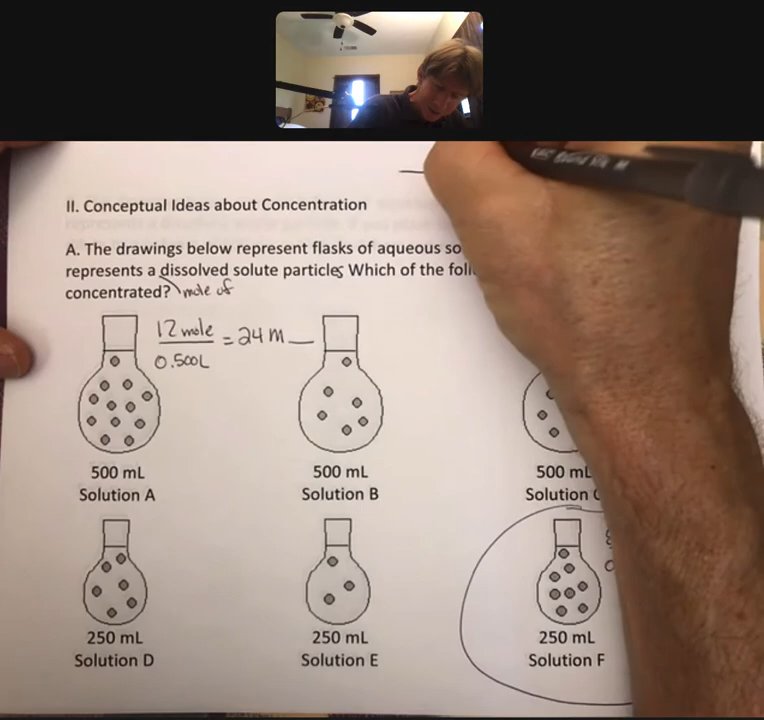 II. Conceptual Ideas about Concentration
A. The drawings below represent flasks of aqueous so
represents a dissolved solute particle; Which of the foll
concentrated? mole of
12 mole
0.500L
= 24 M
500 mL
Solution A
500 mL
Solution B
500 mL
Solution C
250 mL
Solution D
250 mL
Solution E
250 mL
Solution F